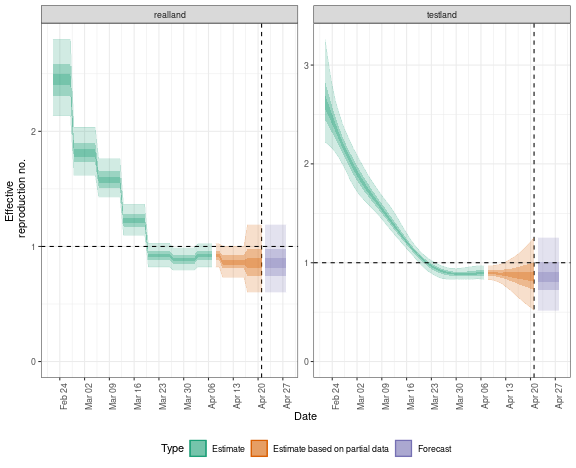 realland
testland
Effective
reproduction no.
2
1
0
3
2
1
0
Feb 24
Mar 02
Mar 09
Mar 16
Mar 23
Mar 30
Apr 06
Apr 13
Apr 20
Apr 27
Feb 24
Mar 02
Mar 09
Mar 16
Mar 23
Mar 30
Apr 06
Apr 13
Apr 20
Apr 27
Date
Type Estimate Estimate based on partial data Forecast